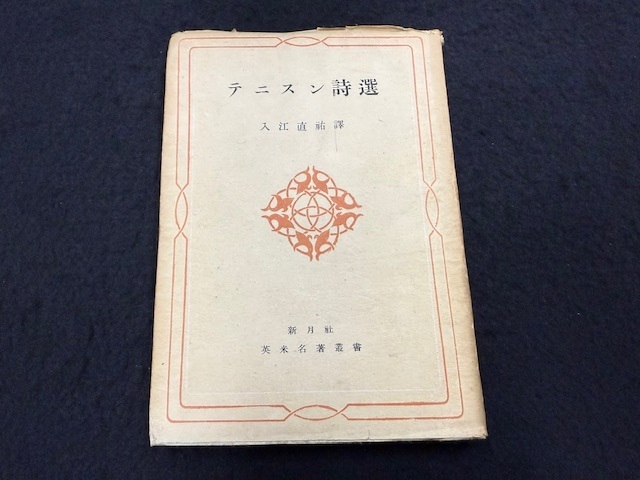 テニスン詩選
入江直祐譯
新月社
英米名著叢書